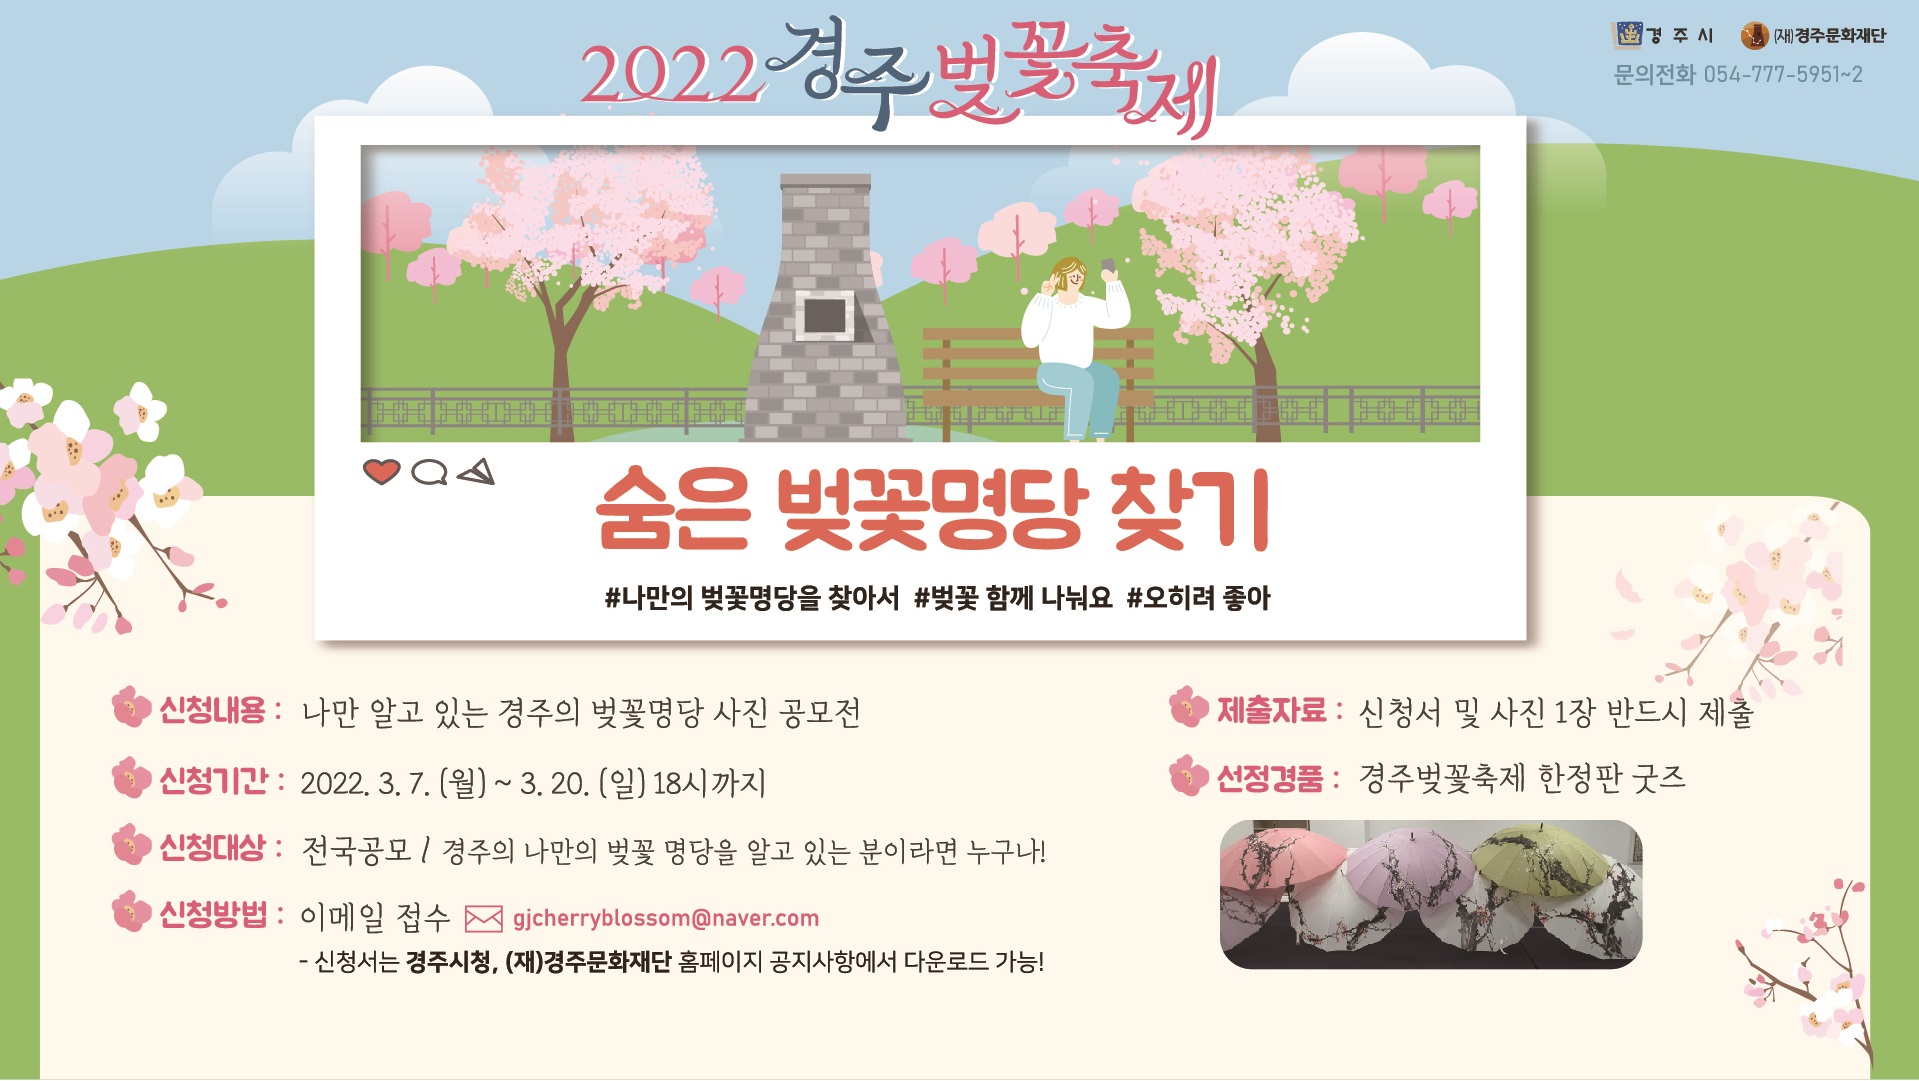 2022 경주 벚꽃축제
경주시 (재)경주문화재단
문의전화 054-777-5951~2
숨은 벚꽃명당 찾기
#나만의 벚꽃명당을 찾아서 #벚꽃 함께 나눠요 #오히려 좋아
신청내용 : 나만 알고 있는 경주의 벚꽃명당 사진 공모전
신청기간 : 2022. 3. 7. (월) ~ 3. 20. (일) 18시까지
신청대상 : 전국공모 / 경주의 나만의 벚꽃 명당을 알고 있는 분이라면 누구나!
신청방법 : 이메일 접수 gjcherryblossom@naver.com
- 신청서는 경주시청, (재)경주문화재단 홈페이지 공지사항에서 다운로드 가능!
제출자료 : 신청서 및 사진 1장 반드시 제출
선정경품 : 경주벚꽃축제 한정판 굿즈